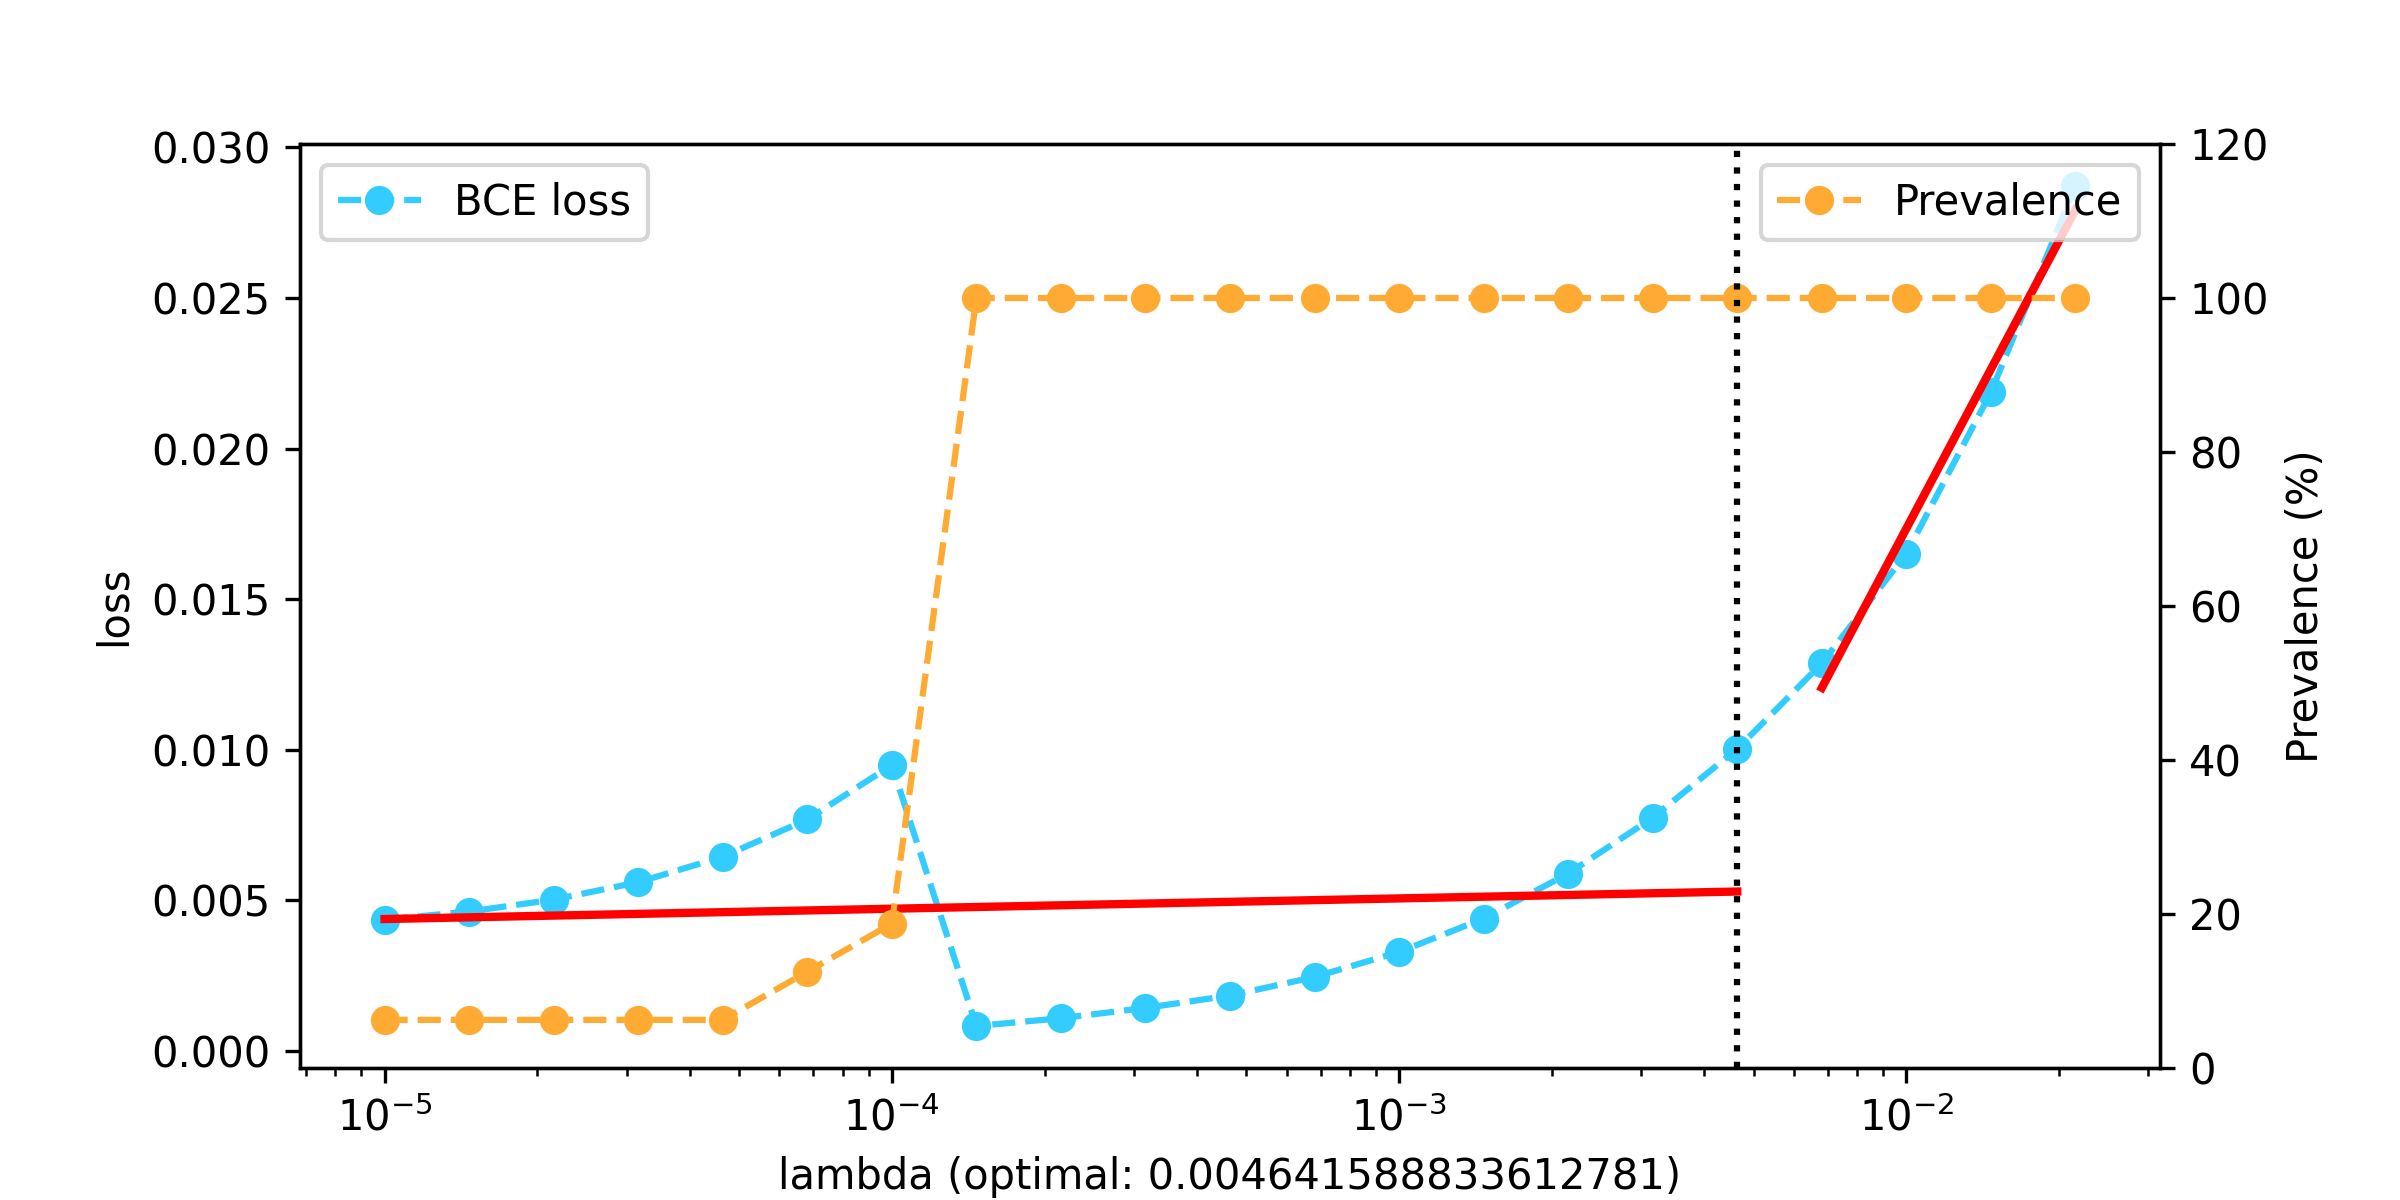 BCE loss
Prevalence
0.030
0.025
0.020
0.015
0.010
0.005
0.000
loss
120
100
80
60
40
20
0
Prevalence (%)
10⁻⁵ 10⁻⁴ 10⁻³ 10⁻²
lambda (optimal: 0.004641588833612781)